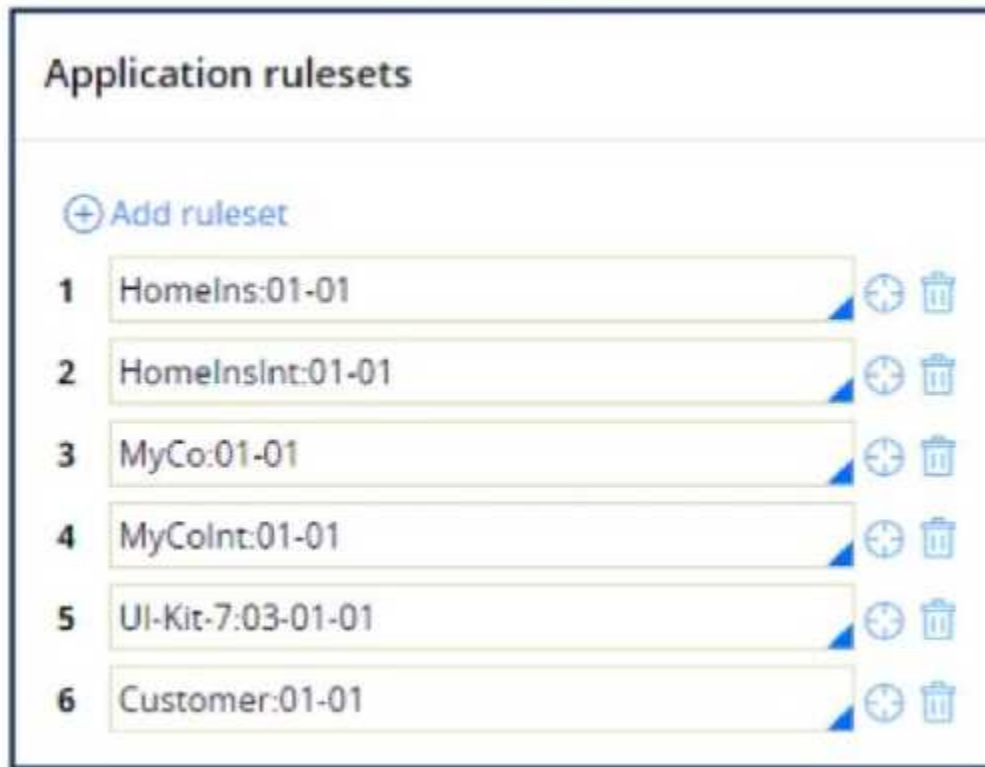 Application rulesets
Add ruleset
1 HomeIns:01-01
2 HomeInsInt:01-01
3 MyCo:01-01
4 MyCoInt:01-01
5 UI-Kit-7:03-01-01
6 Customer:01-01